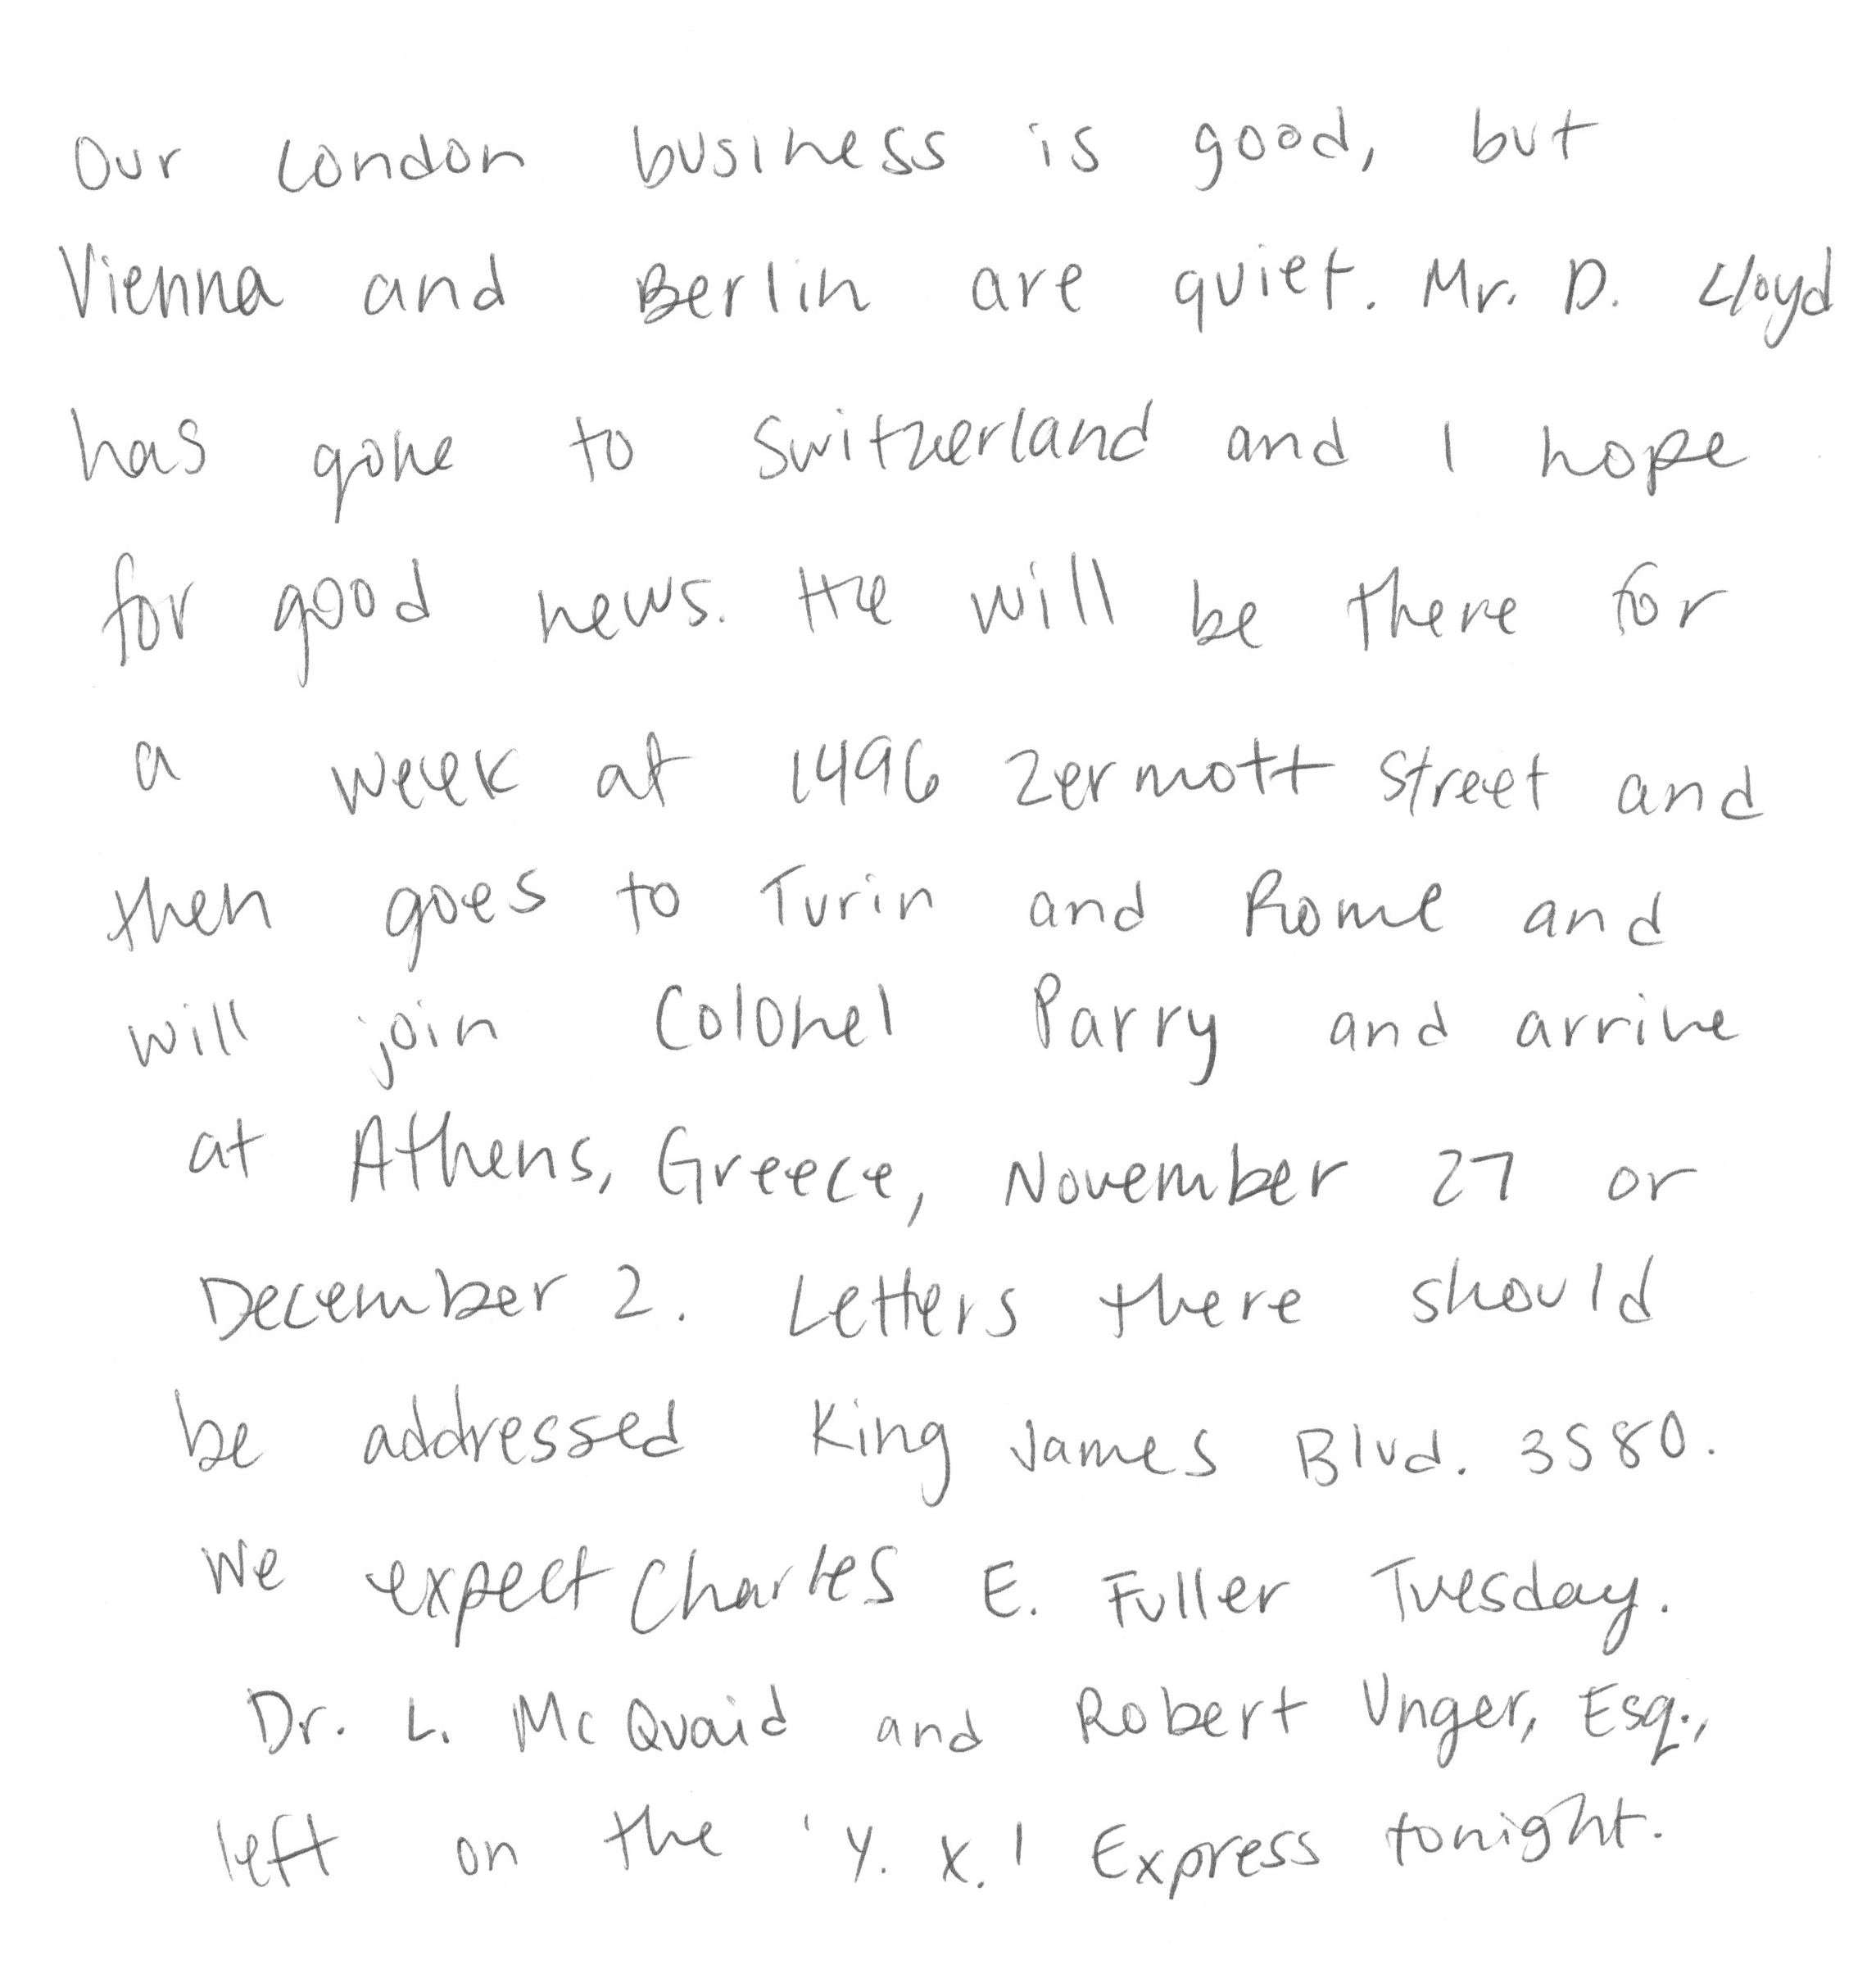 Our London business is good, but
Vienna and Berlin are quiet. Mr. D. Lloyd
has gone to Switzerland and I hope
for good news. He will be there for
a week at 1496 Zermott Street and
then goes to Turin and Rome and
will join Colonel Parry and arrive
at Athens, Greece, November 27 or
December 2. Letters there should
be addressed King James Blvd. 3580.
We expect Charles E. Fuller Tuesday.
Dr. L. McQuaid and Robert Unger, Esq.,
left on the 'Y. X.' Express tonight.